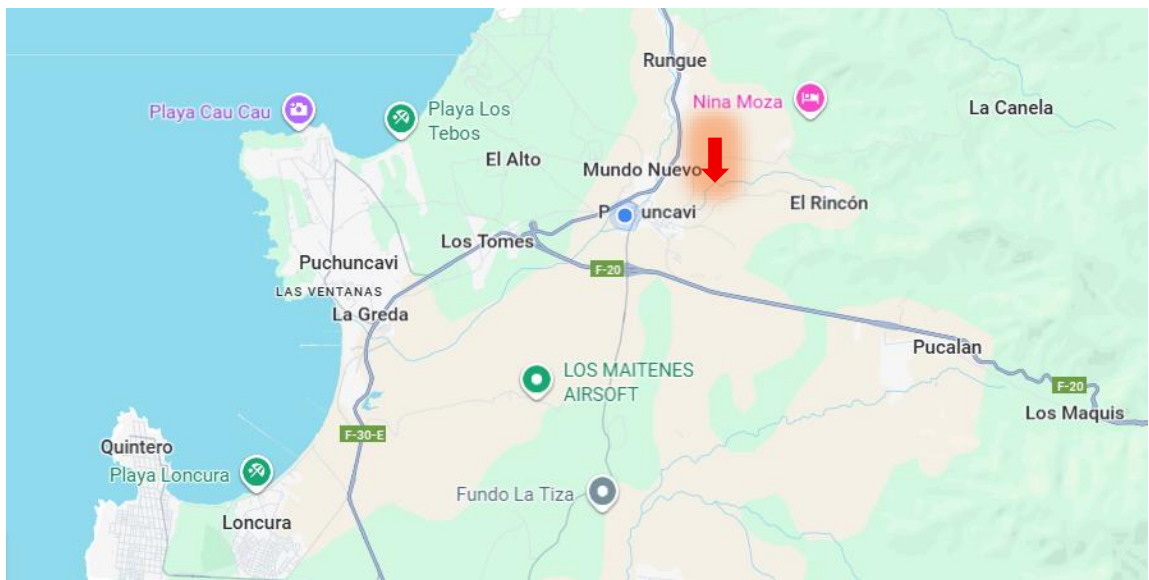 Rungue
Playa Cau Cau
Playa Los
Tebos
Nina Moza
La Canela
El Alto
Mundo Nuevo
El Rincón
P uncavi
Los Tomes
Puchuncavi
F-20
LAS VENTANAS
La Greda
Pucalan
LOS MAITENES
AIRSOFT
F-20
Los Maquis
F-30-E
Quintero
Playa Loncura
Fundo La Tiza
Loncura